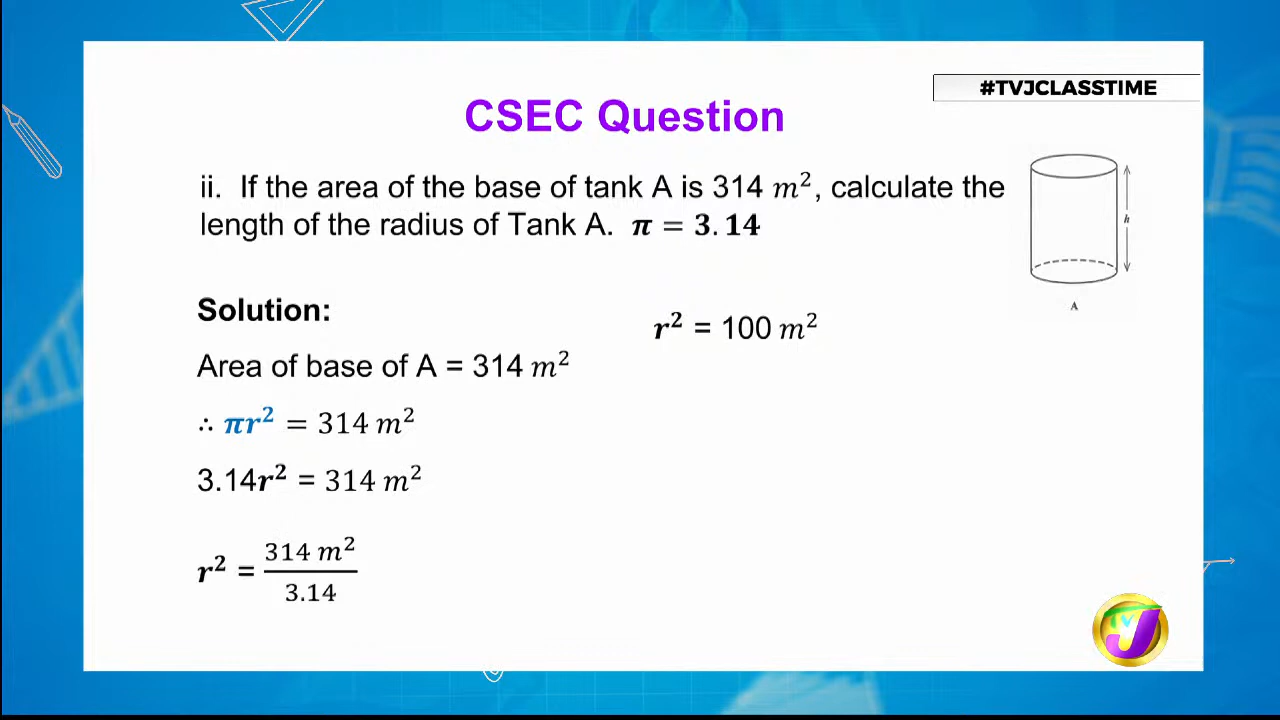 #TVJCLASSTIME
CSEC Question
ii. If the area of the base of tank A is 314 m², calculate the
length of the radius of Tank A. π = 3.14
h
A
Solution:
Area of base of A = 314 m²
∴ πr² = 314 m²
3.14r² = 314 m²
r² = 314 m² / 3.14
r² = 100 m²
TVJ